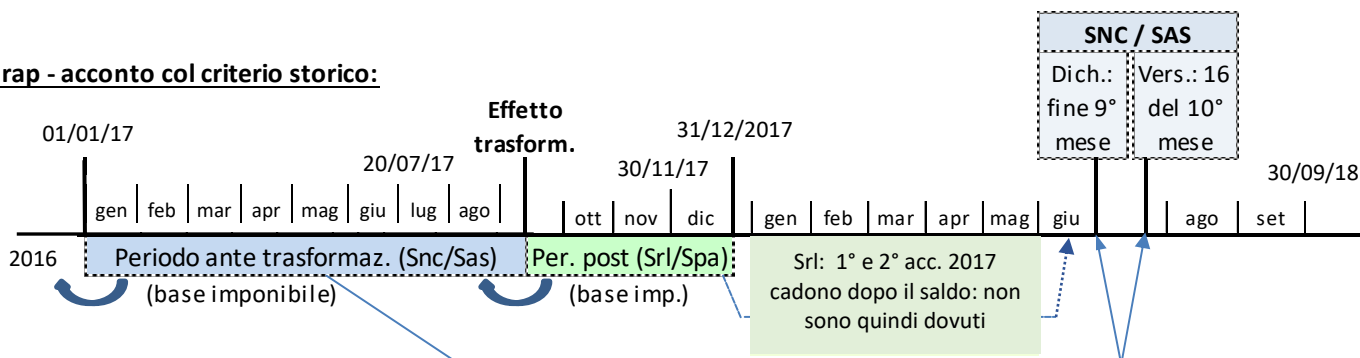 SNC / SAS
rap - acconto col criterio storico:
Dich.: fine 9° mese
Vers.: 16 del 10° mese
Effetto trasform.
01/01/17
20/07/17
30/11/17
31/12/2017
30/09/18
gen feb mar apr mag giu lug ago ott nov dic gen feb mar apr mag giu ago set
2016
Periodo ante trasformaz. (Snc/Sas)
Per. post (Srl/Spa)
(base imponibile)
(base imp.)
Srl: 1° e 2° acc. 2017
cadono dopo il saldo: non
sono quindi dovuti